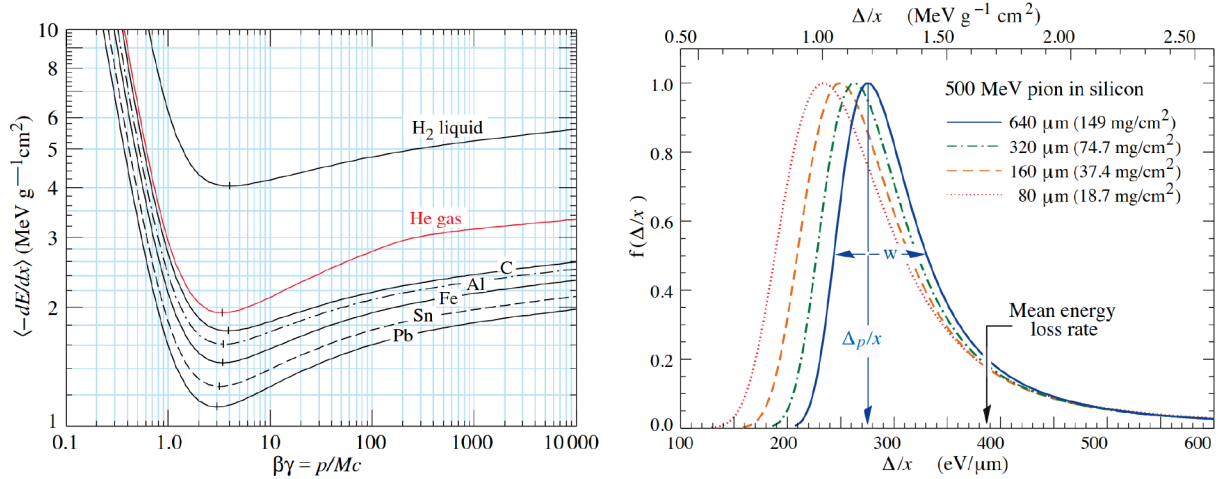 10
8
6
5
4
3
2
1
⟨–dE/dx⟩ (MeV g⁻¹cm²)
H₂ liquid
He gas
C
Al
Fe
Sn
Pb
0.1 1.0 10 100 1000 10000
βγ = p/Mc
Δ/x (MeV g⁻¹ cm²)
0.50 1.00 1.50 2.00 2.50
f(Δ/x)
1.0
0.8
0.6
0.4
0.2
0.0
500 MeV pion in silicon
640 μm (149 mg/cm²)
320 μm (74.7 mg/cm²)
160 μm (37.4 mg/cm²)
80 μm (18.7 mg/cm²)
w
Δp/x
Mean energy
loss rate
100 200 300 400 500 600
Δ/x (eV/μm)